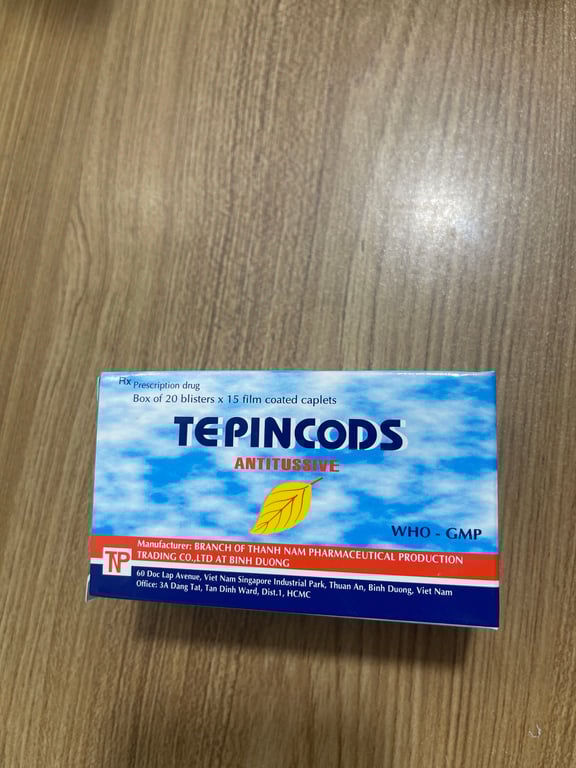 Rx Prescription drug
Box of 20 blisters x 15 film coated caplets
TEPINCODS
ANTITUSSIVE
WHO - GMP
TNP
Manufacturer: BRANCH OF THANH NAM PHARMACEUTICAL PRODUCTION
TRADING CO.,LTD AT BINH DUONG
60 Doc Lap Avenue, Viet Nam Singapore Industrial Park, Thuan An, Binh Duong, Viet Nam
Office: 3A Dang Tat, Tan Dinh Ward, Dist.1, HCMC